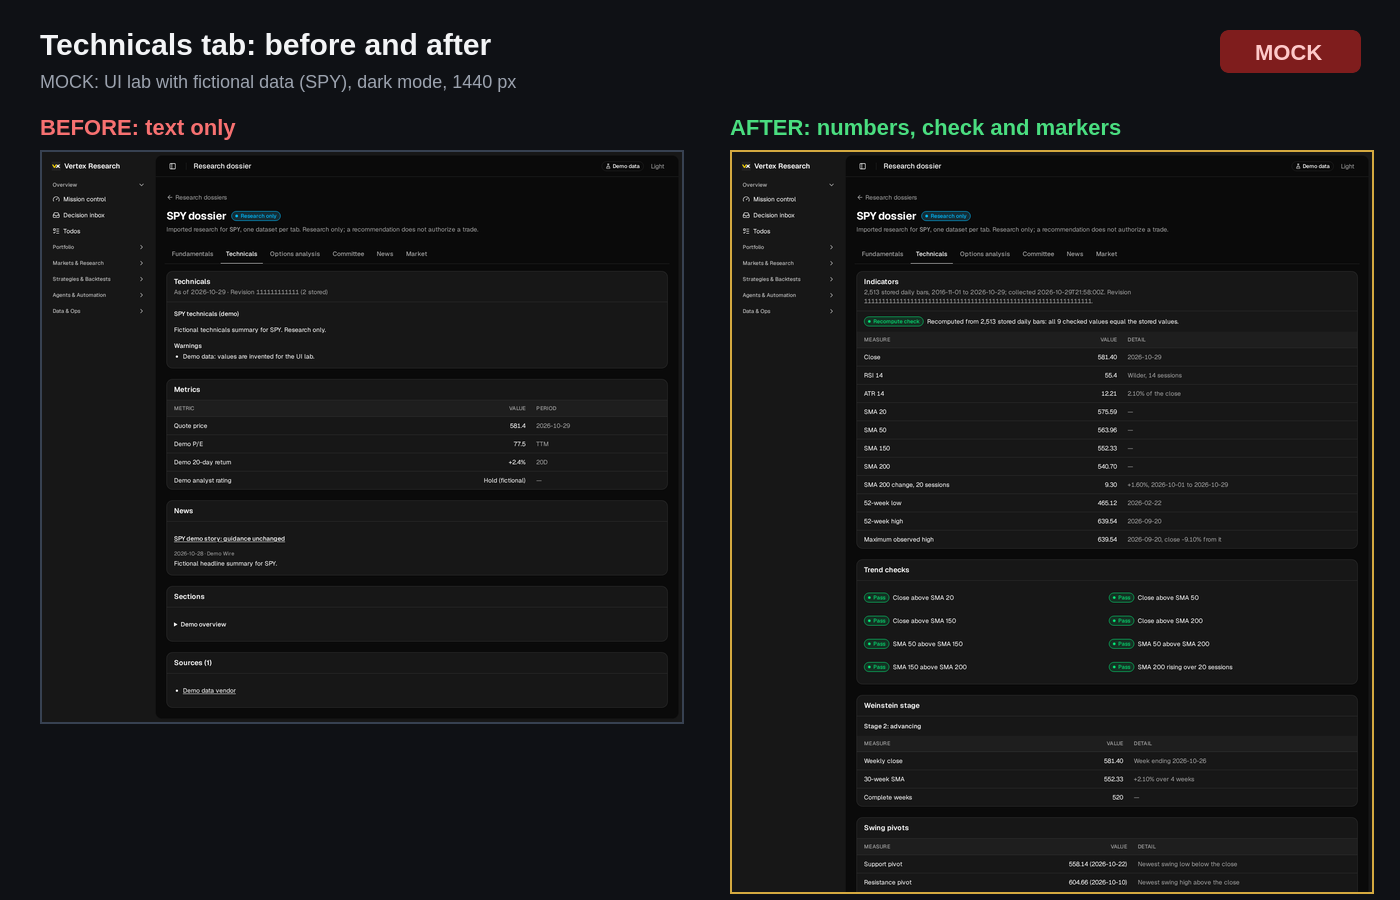 Technicals tab: before and after
MOCK
MOCK: UI lab with fictional data (SPY), dark mode, 1440 px
BEFORE: text only
Vertex Research
Research dossier
Demo data
Light
Overview
Mission control
Decision inbox
Todos
Portfolio
Markets & Research
Strategies & Backtests
Agents & Automation
Data & Ops
← Research dossiers
SPY dossier
Research only
Imported research for SPY, one dataset per tab. Research only; a recommendation does not authorize a trade.
Fundamentals Technicals Options analysis Committee News Market
Technicals
As of 2026-10-29 · Revision 111111111111 (2 stored)
SPY technicals (demo)
Fictional technicals summary for SPY. Research only.
Warnings
• Demo data: values are invented for the UI lab.
Metrics
METRIC VALUE PERIOD
Quote price 581.4 2026-10-29
Demo P/E 77.5 TTM
Demo 20-day return +2.4% 20D
Demo analyst rating Hold (fictional) —
News
SPY demo story: guidance unchanged
2026-10-28 · Demo Wire
Fictional headline summary for SPY.
Sections
Demo overview
Sources (1)
• Demo data vendor
AFTER: numbers, check and markers
Vertex Research
Research dossier
Demo data
Light
Overview
Mission control
Decision inbox
Todos
Portfolio
Markets & Research
Strategies & Backtests
Agents & Automation
Data & Ops
← Research dossiers
SPY dossier
Research only
Imported research for SPY, one dataset per tab. Research only; a recommendation does not authorize a trade.
Fundamentals Technicals Options analysis Committee News Market
Indicators
2,513 stored daily bars, 2016-11-01 to 2026-10-29; collected 2026-10-29T21:58:00Z. Revision
Recompute check Recomputed from 2,513 stored daily bars: all 9 checked values equal the stored values.
MEASURE VALUE DETAIL
Close 581.40 2026-10-29
RSI 14 55.4 Wilder, 14 sessions
ATR 14 12.21 2.10% of the close
SMA 20 575.59 —
SMA 50 563.96 —
SMA 150 552.33 —
SMA 200 540.70 —
SMA 200 change, 20 sessions 9.30 +1.60%, 2026-10-01 to 2026-10-29
52-week low 465.12 2026-02-22
52-week high 639.54 2026-09-20
Maximum observed high 639.54 2026-09-20, close -9.10% from it
Trend checks
Pass Close above SMA 20
Pass Close above SMA 50
Pass Close above SMA 150
Pass Close above SMA 200
Pass SMA 50 above SMA 150
Pass SMA 50 above SMA 200
Pass SMA 150 above SMA 200
Pass SMA 200 rising over 20 sessions
Weinstein stage
Stage 2: advancing
MEASURE VALUE DETAIL
Weekly close 581.40 Week ending 2026-10-26
30-week SMA 552.33 +2.10% over 4 weeks
Complete weeks 520 —
Swing pivots
MEASURE VALUE DETAIL
Support pivot 558.14 (2026-10-22) Newest swing low below the close
Resistance pivot 604.66 (2026-10-10) Newest swing high above the close